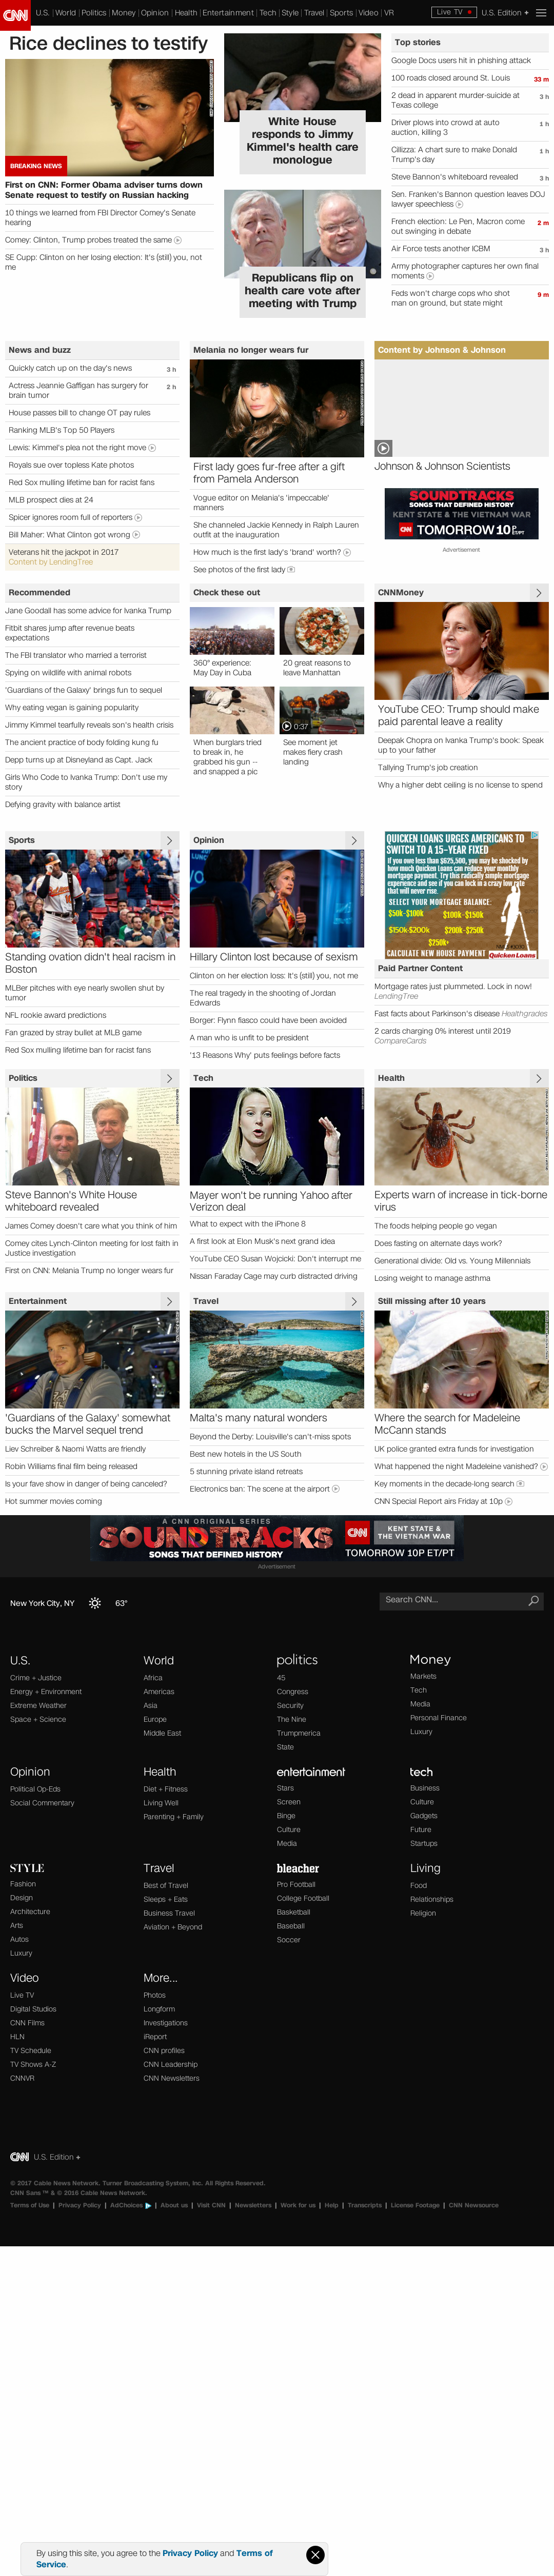 CNN U.S. World Politics Money Opinion Health Entertainment Tech Style Travel Sports Video VR Live TV U.S. Edition +
Rice declines to testify
BREAKING NEWS
First on CNN: Former Obama adviser turns down
Senate request to testify on Russian hacking
10 things we learned from FBI Director Comey's Senate
hearing
Comey: Clinton, Trump probes treated the same
SE Cupp: Clinton on her losing election: It's (still) you, not
me
White House
responds to Jimmy
Kimmel's health care
monologue
Republicans flip on
health care vote after
meeting with Trump
Top stories
Google Docs users hit in phishing attack
100 roads closed around St. Louis 33 m
2 dead in apparent murder-suicide at 3 h
Texas college
Driver plows into crowd at auto 1 h
auction, killing 3
Cillizza: A chart sure to make Donald 1 h
Trump's day
Steve Bannon's whiteboard revealed 3 h
Sen. Franken's Bannon question leaves DOJ
lawyer speechless
French election: Le Pen, Macron come 2 m
out swinging in debate
Air Force tests another ICBM 3 h
Army photographer captures her own final
moments
Feds won't charge cops who shot 9 m
man on ground, but state might
News and buzz
Quickly catch up on the day's news 3 h
Actress Jeannie Gaffigan has surgery for 2 h
brain tumor
House passes bill to change OT pay rules
Ranking MLB's Top 50 Players
Lewis: Kimmel's plea not the right move
Royals sue over topless Kate photos
Red Sox mulling lifetime ban for racist fans
MLB prospect dies at 24
Spicer ignores room full of reporters
Bill Maher: What Clinton got wrong
Veterans hit the jackpot in 2017
Content by LendingTree
Melania no longer wears fur
First lady goes fur-free after a gift
from Pamela Anderson
Vogue editor on Melania's 'impeccable'
manners
She channeled Jackie Kennedy in Ralph Lauren
outfit at the inauguration
How much is the first lady's 'brand' worth?
See photos of the first lady
Content by Johnson & Johnson
Johnson & Johnson Scientists
SOUNDTRACKS
SONGS THAT DEFINED HISTORY
KENT STATE & THE VIETNAM WAR
CNN TOMORROW 10P ET/PT
Advertisement
Recommended
Jane Goodall has some advice for Ivanka Trump
Fitbit shares jump after revenue beats
expectations
The FBI translator who married a terrorist
Spying on wildlife with animal robots
'Guardians of the Galaxy' brings fun to sequel
Why eating vegan is gaining popularity
Jimmy Kimmel tearfully reveals son's health crisis
The ancient practice of body folding kung fu
Depp turns up at Disneyland as Capt. Jack
Girls Who Code to Ivanka Trump: Don't use my
story
Defying gravity with balance artist
Check these out
360° experience:
May Day in Cuba
20 great reasons to
leave Manhattan
0:37
When burglars tried
to break in, he
grabbed his gun --
and snapped a pic
See moment jet
makes fiery crash
landing
CNNMoney
YouTube CEO: Trump should make
paid parental leave a reality
Deepak Chopra on Ivanka Trump's book: Speak
up to your father
Tallying Trump's job creation
Why a higher debt ceiling is no license to spend
Sports
Standing ovation didn't heal racism in
Boston
MLBer pitches with eye nearly swollen shut by
tumor
NFL rookie award predictions
Fan grazed by stray bullet at MLB game
Red Sox mulling lifetime ban for racist fans
Opinion
Hillary Clinton lost because of sexism
Clinton on her election loss: It's (still) you, not me
The real tragedy in the shooting of Jordan
Edwards
Borger: Flynn fiasco could have been avoided
A man who is unfit to be president
'13 Reasons Why' puts feelings before facts
QUICKEN LOANS URGES AMERICANS TO
SWITCH TO A 15-YEAR FIXED
If you owe less than $625,500, you may be shocked by
how much Quicken Loans can reduce your monthly
mortgage payment. Try this radically simple mortgage
experience and see if you can lock in a crazy low rate
that will never rise.
SELECT YOUR MORTGAGE BALANCE:
$50k-$100k $100k-$150k
$150k-$200k $200k-$250k
$250k+
CALCULATE NEW HOUSE PAYMENT Quicken Loans
Paid Partner Content
Mortgage rates just plummeted. Lock in now!
LendingTree
Fast facts about Parkinson's disease Healthgrades
2 cards charging 0% interest until 2019
CompareCards
Politics
Steve Bannon's White House
whiteboard revealed
James Comey doesn't care what you think of him
Comey cites Lynch-Clinton meeting for lost faith in
Justice investigation
First on CNN: Melania Trump no longer wears fur
Tech
Mayer won't be running Yahoo after
Verizon deal
What to expect with the iPhone 8
A first look at Elon Musk's next grand idea
YouTube CEO Susan Wojcicki: Don't interrupt me
Nissan Faraday Cage may curb distracted driving
Health
Experts warn of increase in tick-borne
virus
The foods helping people go vegan
Does fasting on alternate days work?
Generational divide: Old vs. Young Millennials
Losing weight to manage asthma
Entertainment
'Guardians of the Galaxy' somewhat
bucks the Marvel sequel trend
Liev Schreiber & Naomi Watts are friendly
Robin Williams final film being released
Is your fave show in danger of being canceled?
Hot summer movies coming
Travel
Malta's many natural wonders
Beyond the Derby: Louisville's can't-miss spots
Best new hotels in the US South
5 stunning private island retreats
Electronics ban: The scene at the airport
Still missing after 10 years
Where the search for Madeleine
McCann stands
UK police granted extra funds for investigation
What happened the night Madeleine vanished?
Key moments in the decade-long search
CNN Special Report airs Friday at 10p
A CNN ORIGINAL SERIES
SOUNDTRACKS
SONGS THAT DEFINED HISTORY
CNN KENT STATE &
THE VIETNAM WAR
TOMORROW 10P ET/PT
Advertisement
New York City, NY 63°
Search CNN...
U.S.
Crime + Justice
Energy + Environment
Extreme Weather
Space + Science
World
Africa
Americas
Asia
Europe
Middle East
politics
45
Congress
Security
The Nine
Trumpmerica
State
Money
Markets
Tech
Media
Personal Finance
Luxury
Opinion
Political Op-Eds
Social Commentary
Health
Diet + Fitness
Living Well
Parenting + Family
entertainment
Stars
Screen
Binge
Culture
Media
tech
Business
Culture
Gadgets
Future
Startups
STYLE
Fashion
Design
Architecture
Arts
Autos
Luxury
Travel
Best of Travel
Sleeps + Eats
Business Travel
Aviation + Beyond
bleacher
Pro Football
College Football
Basketball
Baseball
Soccer
Living
Food
Relationships
Religion
Video
Live TV
Digital Studios
CNN Films
HLN
TV Schedule
TV Shows A-Z
CNNVR
More...
Photos
Longform
Investigations
iReport
CNN profiles
CNN Leadership
CNN Newsletters
CNN U.S. Edition +
© 2017 Cable News Network. Turner Broadcasting System, Inc. All Rights Reserved.
CNN Sans ™ & © 2016 Cable News Network.
Terms of Use | Privacy Policy | AdChoices | About us | Visit CNN | Newsletters | Work for us | Help | Transcripts | License Footage | CNN Newsource
By using this site, you agree to the Privacy Policy and Terms of
Service.